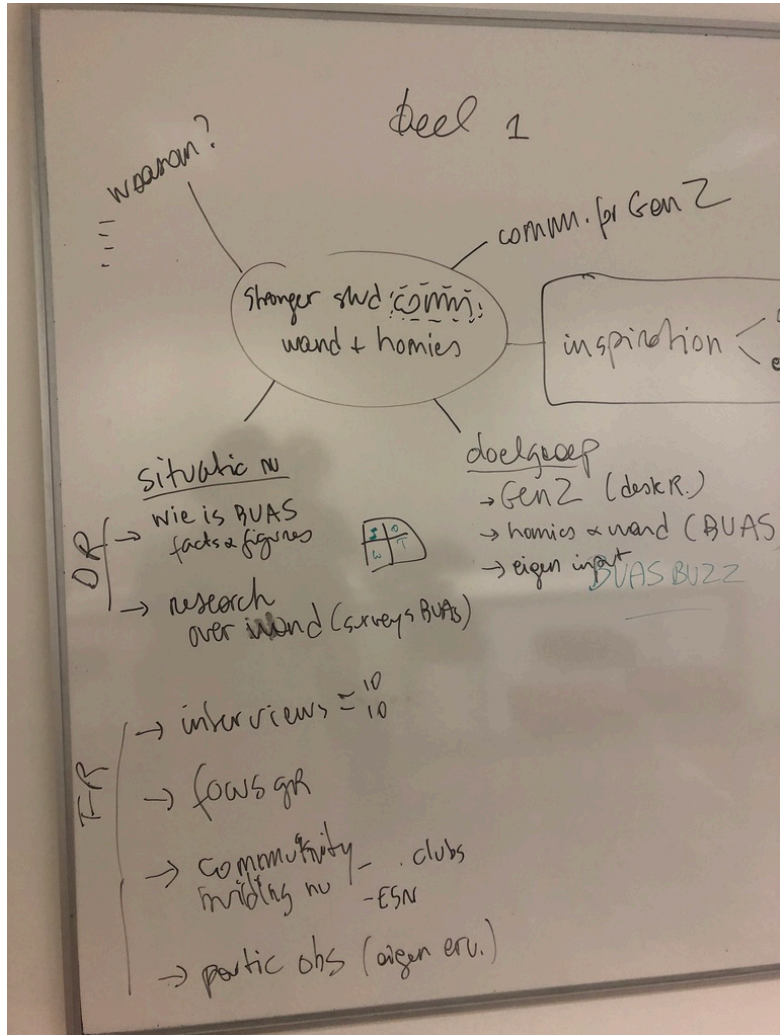 deel 1
waarom?
comm. for Gen Z
stronger stud comm.
wand + homies
inspiration
e
situatie nu
DR
→ wie is BUAS
facts & figures
S O
W T
→ research
over wand (surveys BUAS)
doelgroep
→ Gen Z (desk R.)
→ homies & wand (BUAS
→ eigen input
BUAS BUZZ
FR
→ interviews = 10
10
→ focus gR
→ community - . clubs
building nu - ESN
→ partic obs (eigen erv.)